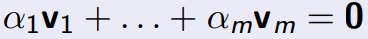 α₁v₁ + … + αₘvₘ = 0